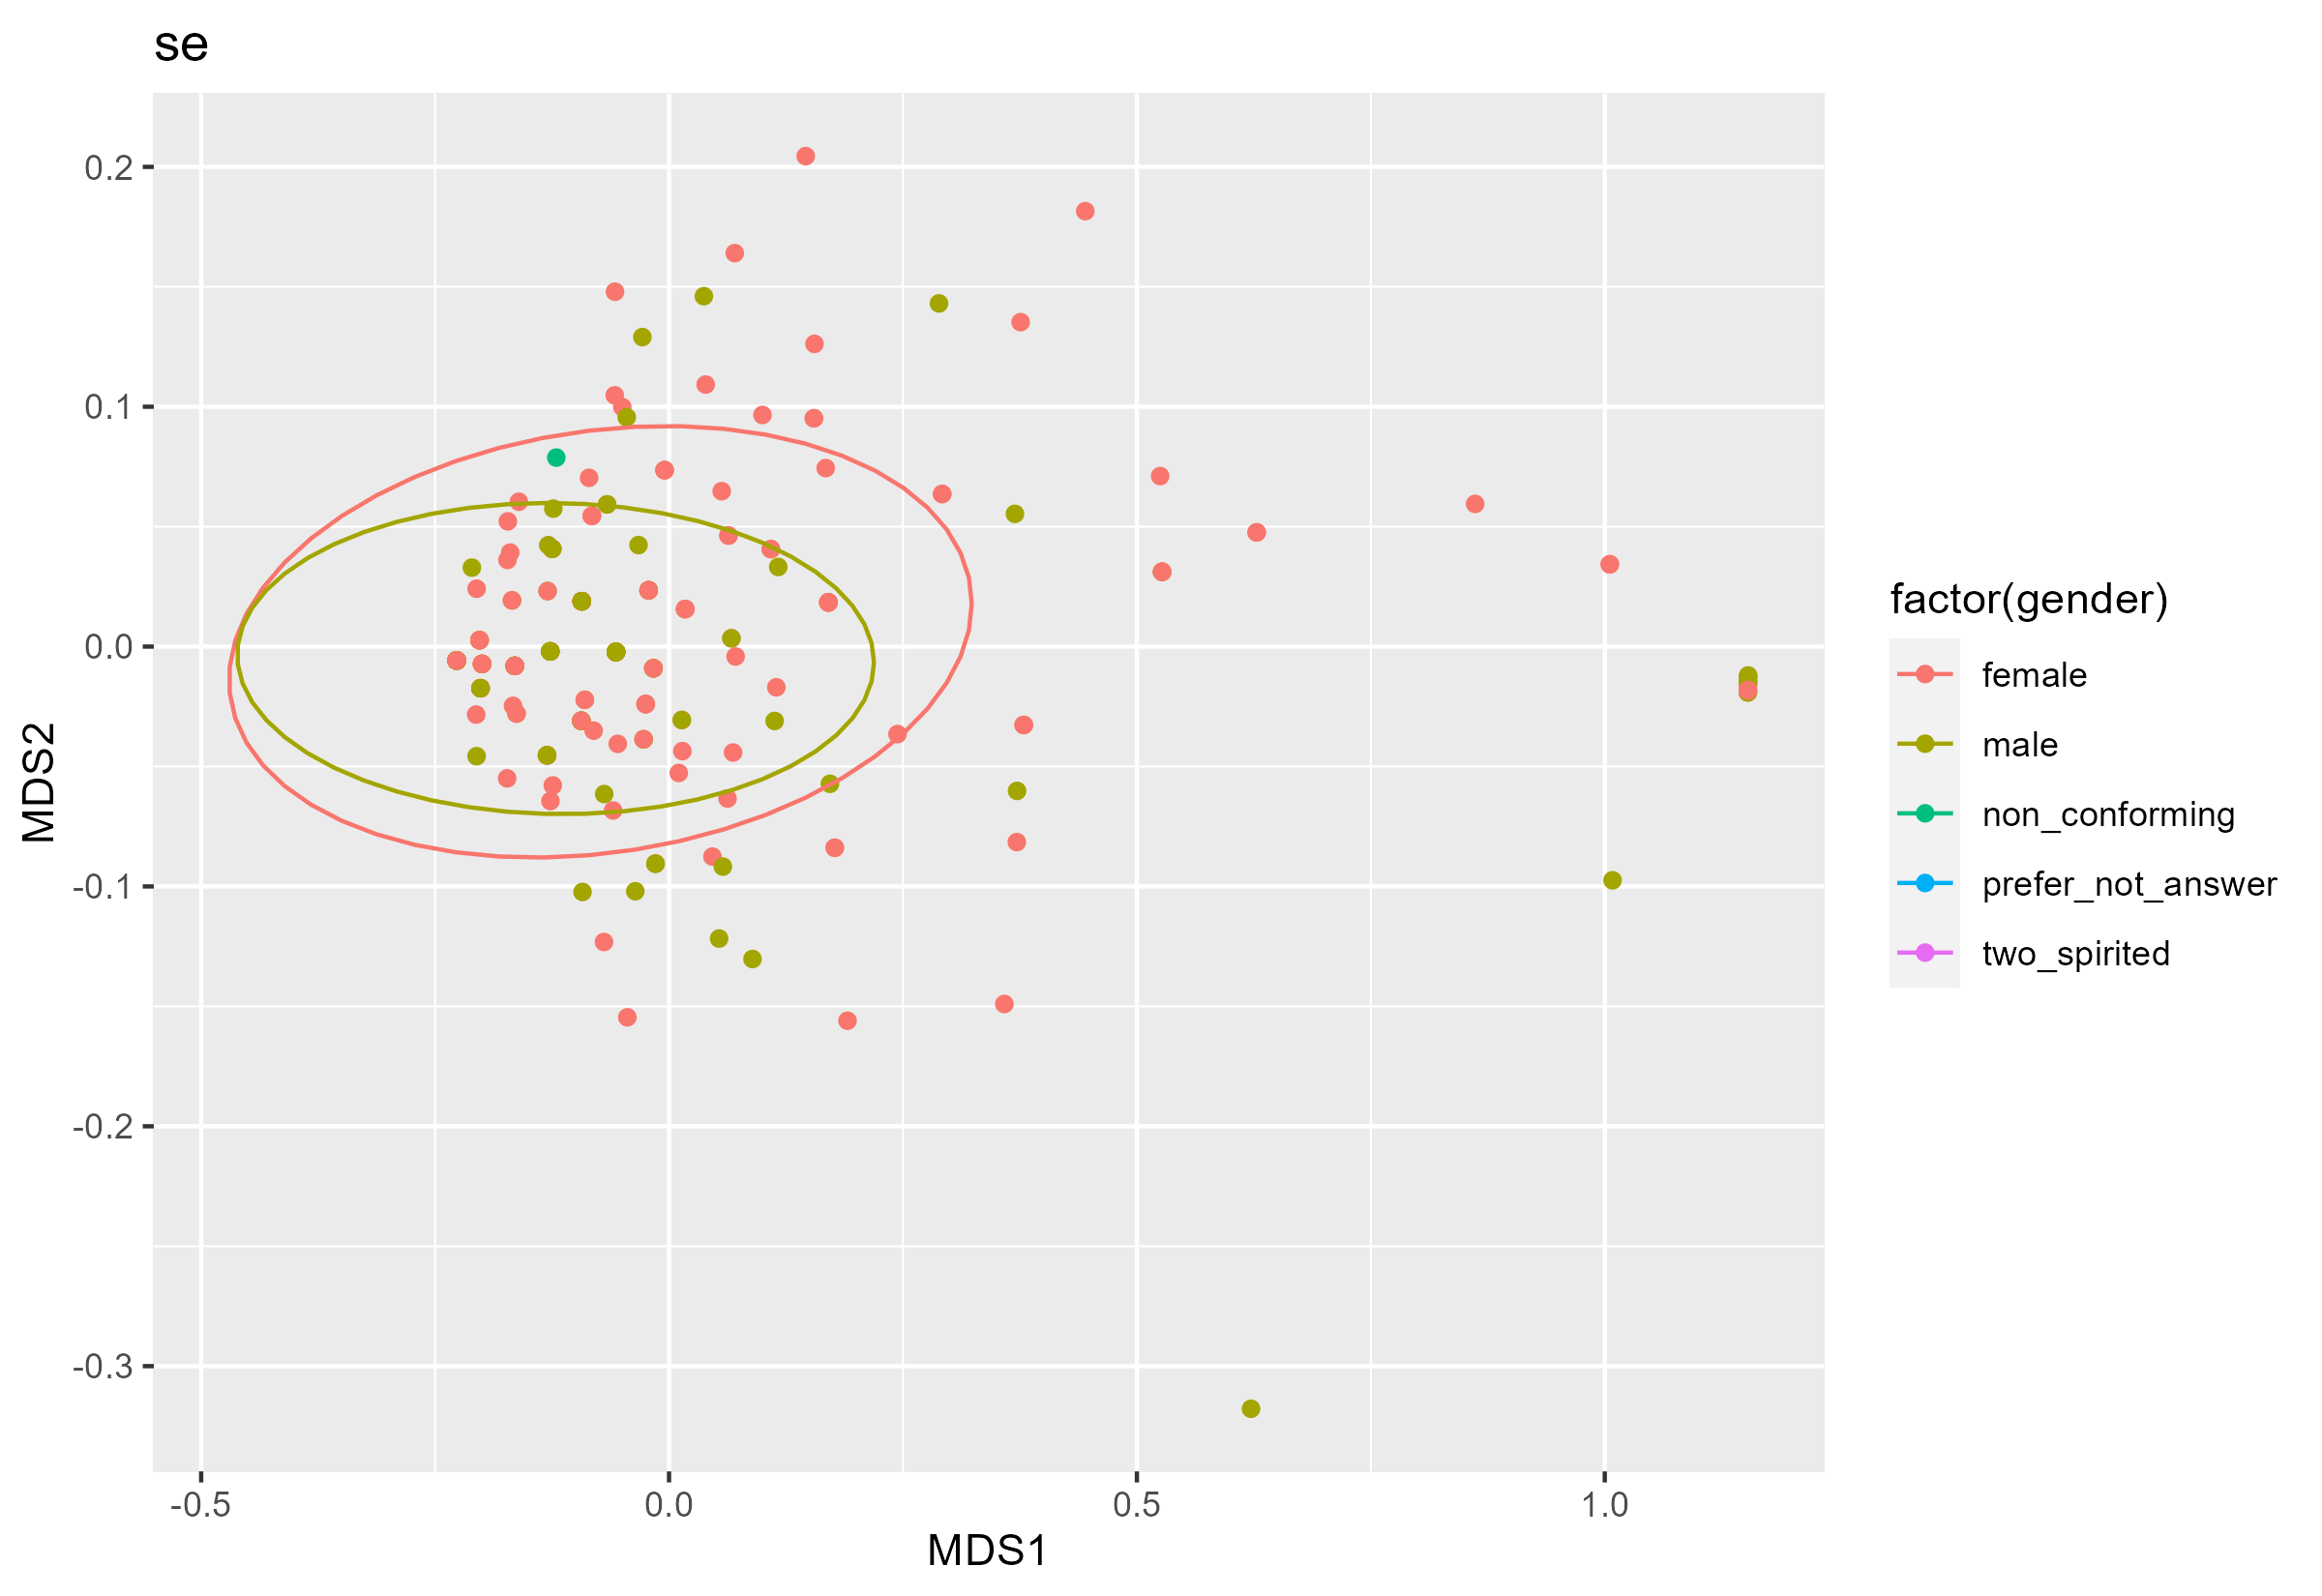 se
0.2
0.1
0.0
-0.1
-0.2
-0.3
MDS2
-0.5
0.0
0.5
1.0
MDS1
factor(gender)
female
male
non_conforming
prefer_not_answer
two_spirited